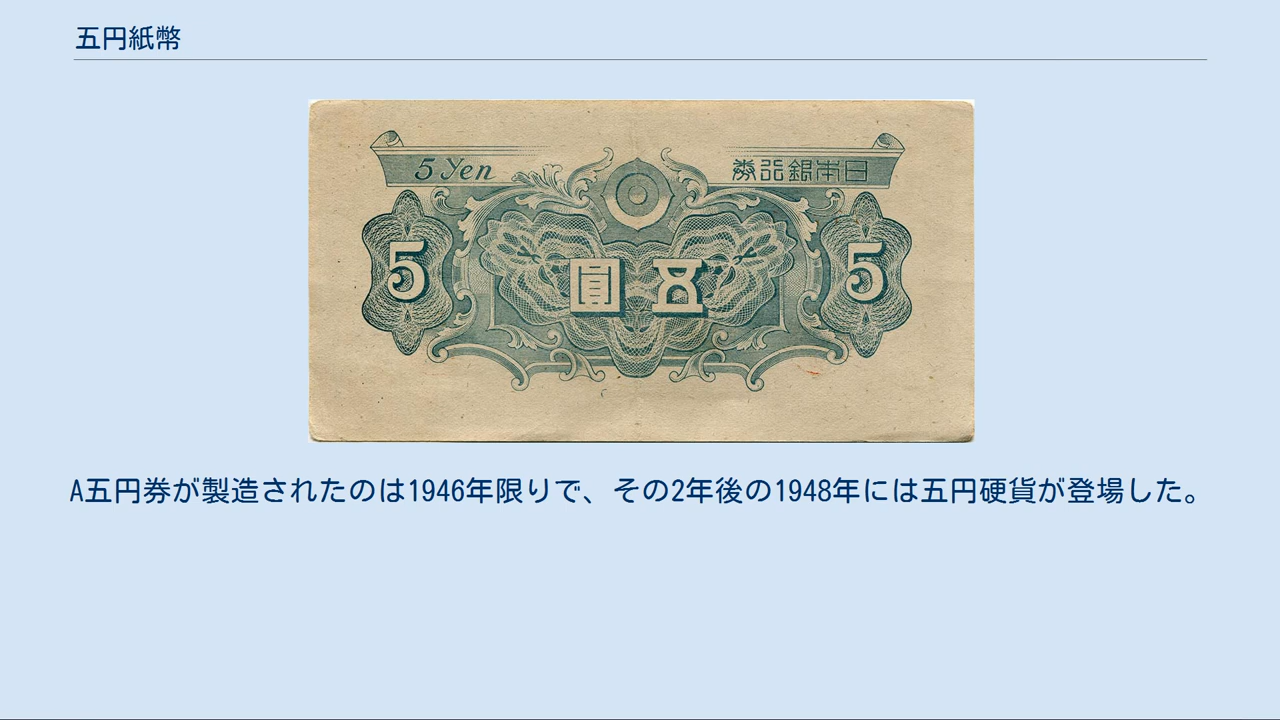 五円紙幣
5 Yen
券行銀本日
5
圓五
5
A五円券が製造されたのは1946年限りで、その2年後の1948年には五円硬貨が登場した。